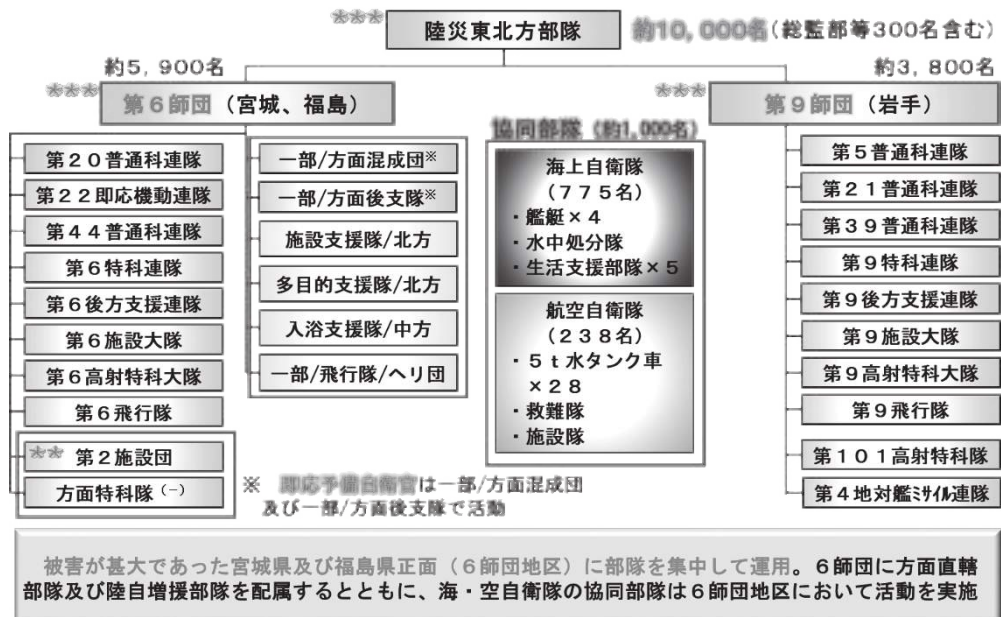 陸災東北方部隊
約10,000名(総監部等300名含む)
約5,900名
第6師団(宮城、福島)
約3,800名
第9師団(岩手)
第20普通科連隊
第22即応機動連隊
第44普通科連隊
第6特科連隊
第6後方支援連隊
第6施設大隊
第6高射特科大隊
第6飛行隊
第2施設団
方面特科隊(-)
一部/方面混成団※
一部/方面後支隊※
施設支援隊/北方
多目的支援隊/北方
入浴支援隊/中方
一部/飛行隊/ヘリ団
協同部隊(約1,000名)
海上自衛隊
(775名)
・艦艇×4
・水中処分隊
・生活支援部隊×5
航空自衛隊
(238名)
・5t水タンク車
×28
・救難隊
・施設隊
第5普通科連隊
第21普通科連隊
第39普通科連隊
第9特科連隊
第9後方支援連隊
第9施設大隊
第9高射特科大隊
第9飛行隊
第101高射特科隊
第4地対艦ミサイル連隊
※ 即応予備自衛官は一部/方面混成団
及び一部/方面後支隊で活動
被害が甚大であった宮城県及び福島県正面(6師団地区)に部隊を集中して運用。6師団に方面直轄
部隊及び陸自増援部隊を配属するとともに、海・空自衛隊の協同部隊は6師団地区において活動を実施